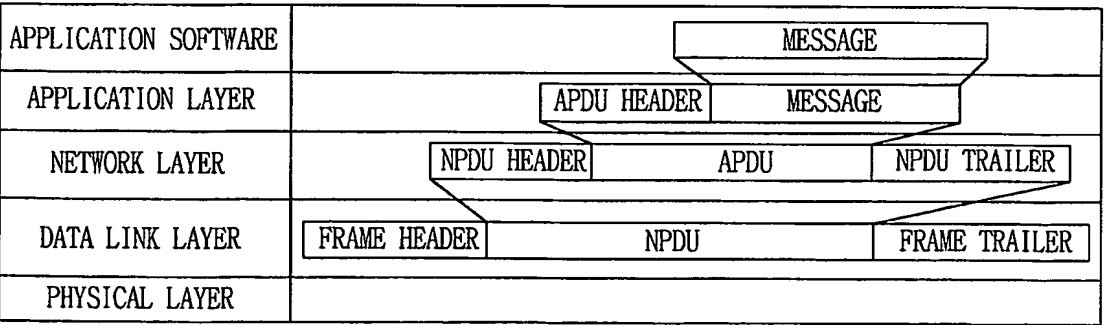 APPLICATION SOFTWARE MESSAGE
APPLICATION LAYER APDU HEADER MESSAGE
NETWORK LAYER NPDU HEADER APDU NPDU TRAILER
DATA LINK LAYER FRAME HEADER NPDU FRAME TRAILER
PHYSICAL LAYER